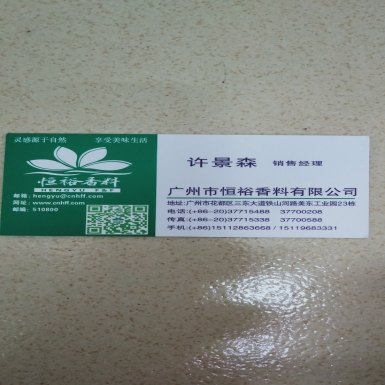 灵感源于自然 享受美味生活
恒裕香料
HENGYU F&F
邮箱: hengyu@cnhff.com
网址: www.cnhff.com
邮编: 510800
许景森 销售经理
广州市恒裕香料有限公司
地址:广州市花都区三东大道铁山河路美东工业园23栋
电话:(+86-20)37715488 37700208
传真:(+86-20)37715338 37700588
手机:(+86)15112863668 / 15119683331